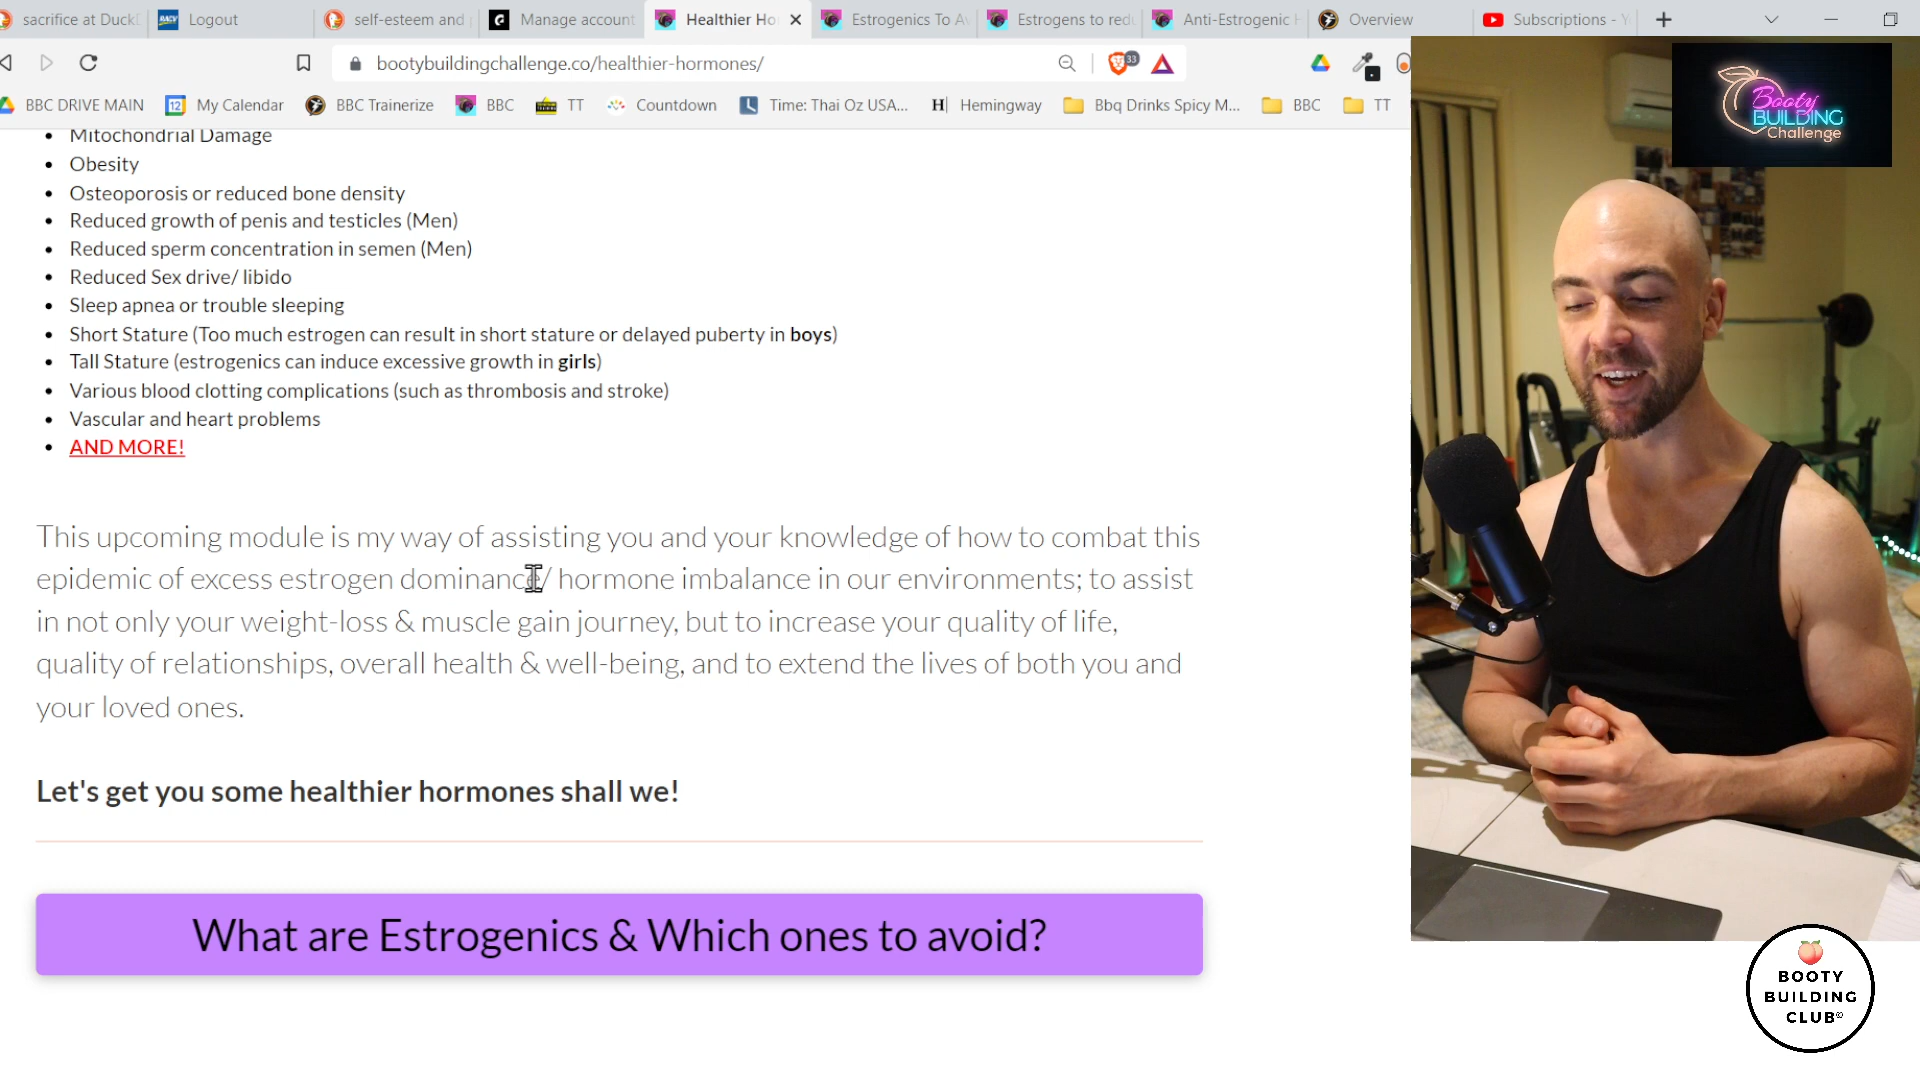 sacrifice at Duck
RACV Logout
self-esteem and
Manage account
Healthier Ho
Estrogenics To A
Estrogens to red
Anti-Estrogenic
Overview
Subscriptions -
bootybuildingchallenge.co/healthier-hormones/
33
BBC DRIVE MAIN
12 My Calendar
BBC Trainerize
BBC
TT
Countdown
Time: Thai Oz USA...
H Hemingway
Bbq Drinks Spicy M...
BBC
TT
Booty
BUILDING
Challenge
• Mitochondrial Damage
• Obesity
• Osteoporosis or reduced bone density
• Reduced growth of penis and testicles (Men)
• Reduced sperm concentration in semen (Men)
• Reduced Sex drive/ libido
• Sleep apnea or trouble sleeping
• Short Stature (Too much estrogen can result in short stature or delayed puberty in boys)
• Tall Stature (estrogenics can induce excessive growth in girls)
• Various blood clotting complications (such as thrombosis and stroke)
• Vascular and heart problems
• AND MORE!
This upcoming module is my way of assisting you and your knowledge of how to combat this
epidemic of excess estrogen dominance/ hormone imbalance in our environments; to assist
in not only your weight-loss & muscle gain journey, but to increase your quality of life,
quality of relationships, overall health & well-being, and to extend the lives of both you and
your loved ones.
Let's get you some healthier hormones shall we!
What are Estrogenics & Which ones to avoid?
BOOTY
BUILDING
CLUB©